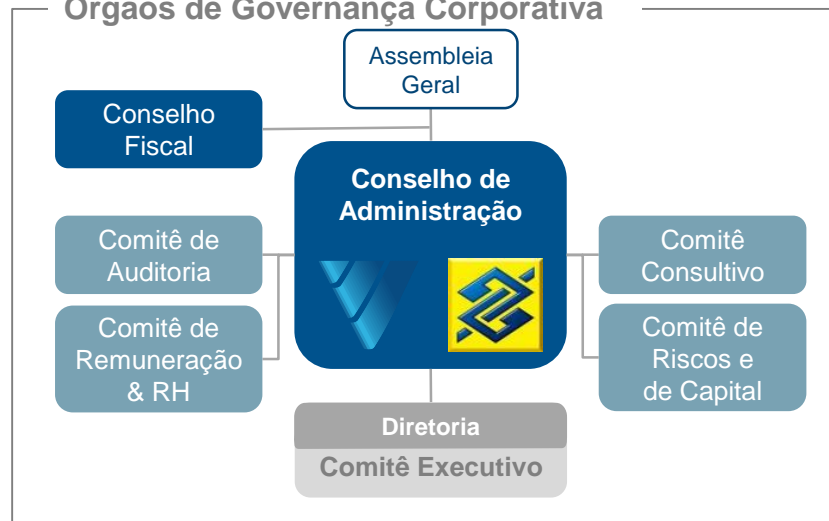 Órgãos de Governança Corporativa
Assembleia
Geral
Conselho
Fiscal
Conselho de
Administração
Comitê de
Auditoria
Comitê
Consultivo
Comitê de
Remuneração
& RH
Comitê de
Riscos e
de Capital
Diretoria
Comitê Executivo